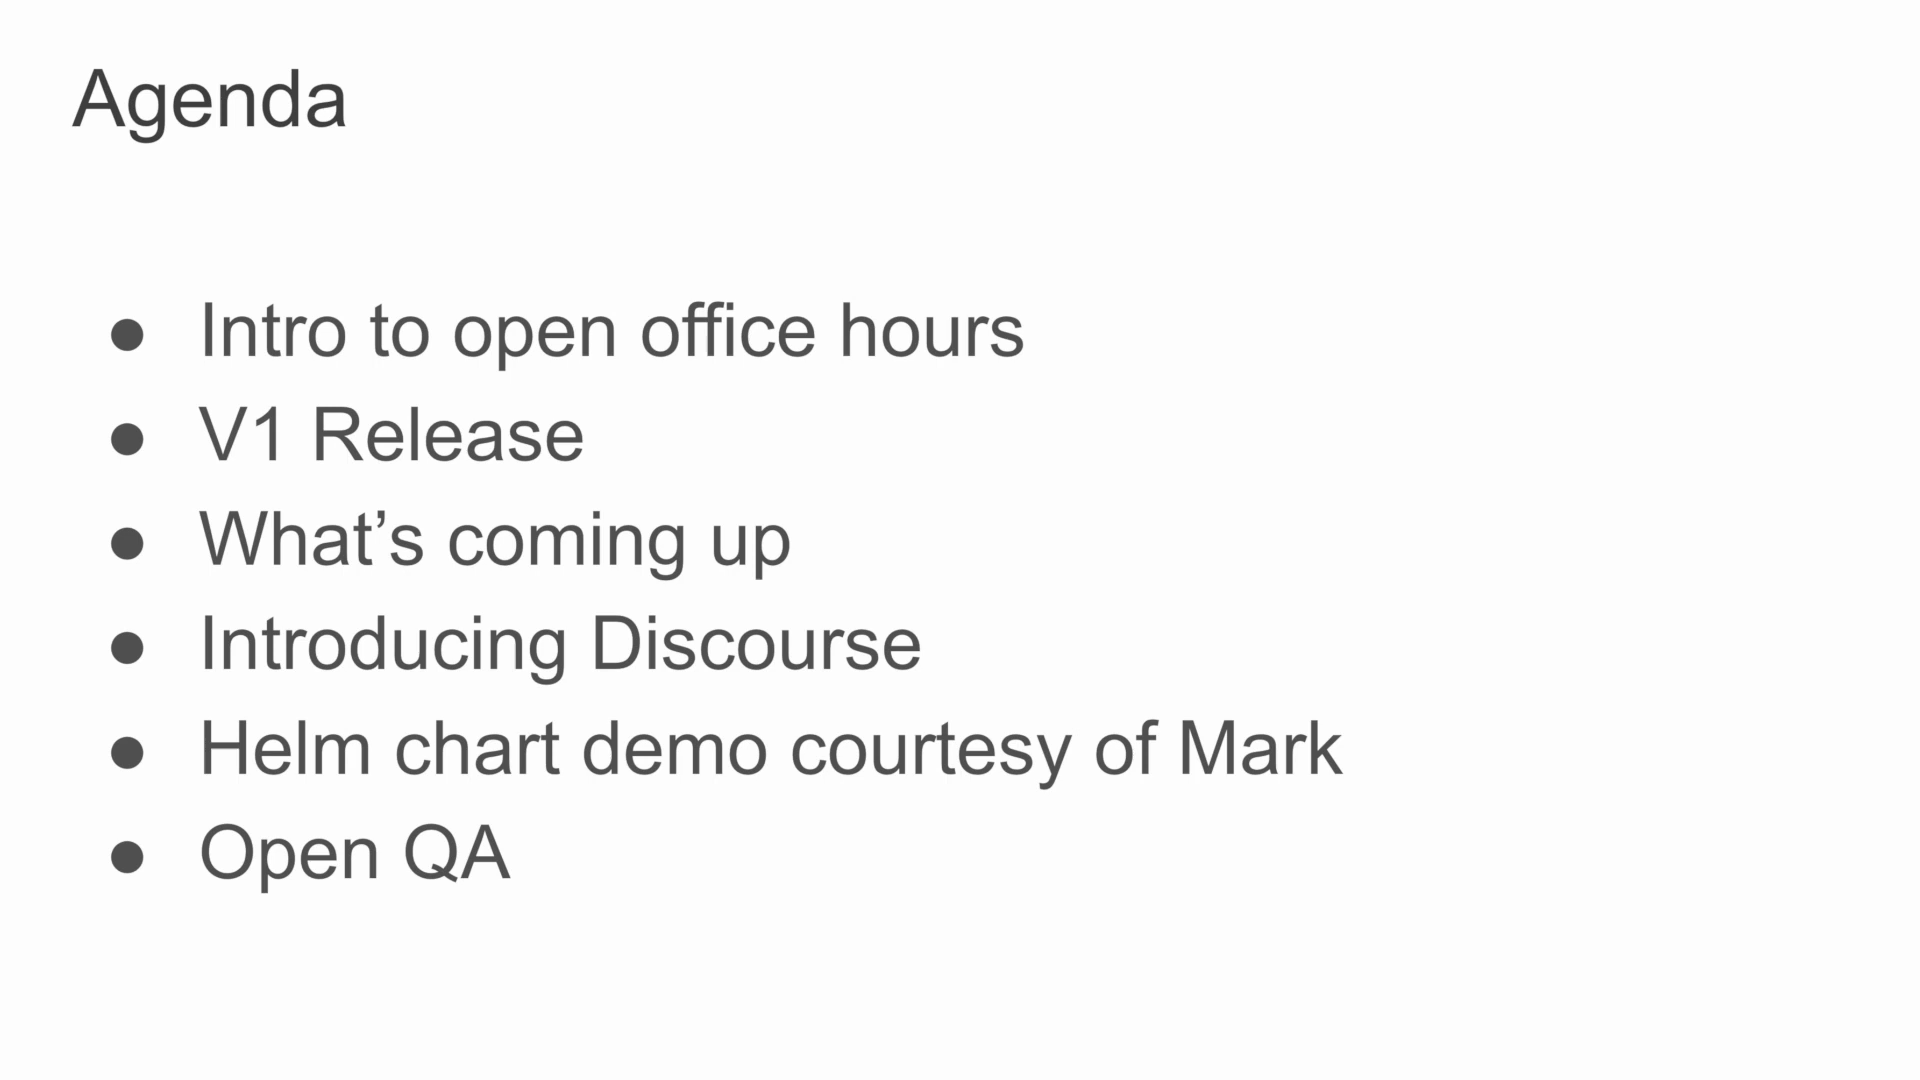 Agenda
● Intro to open office hours
● V1 Release
● What’s coming up
● Introducing Discourse
● Helm chart demo courtesy of Mark
● Open QA